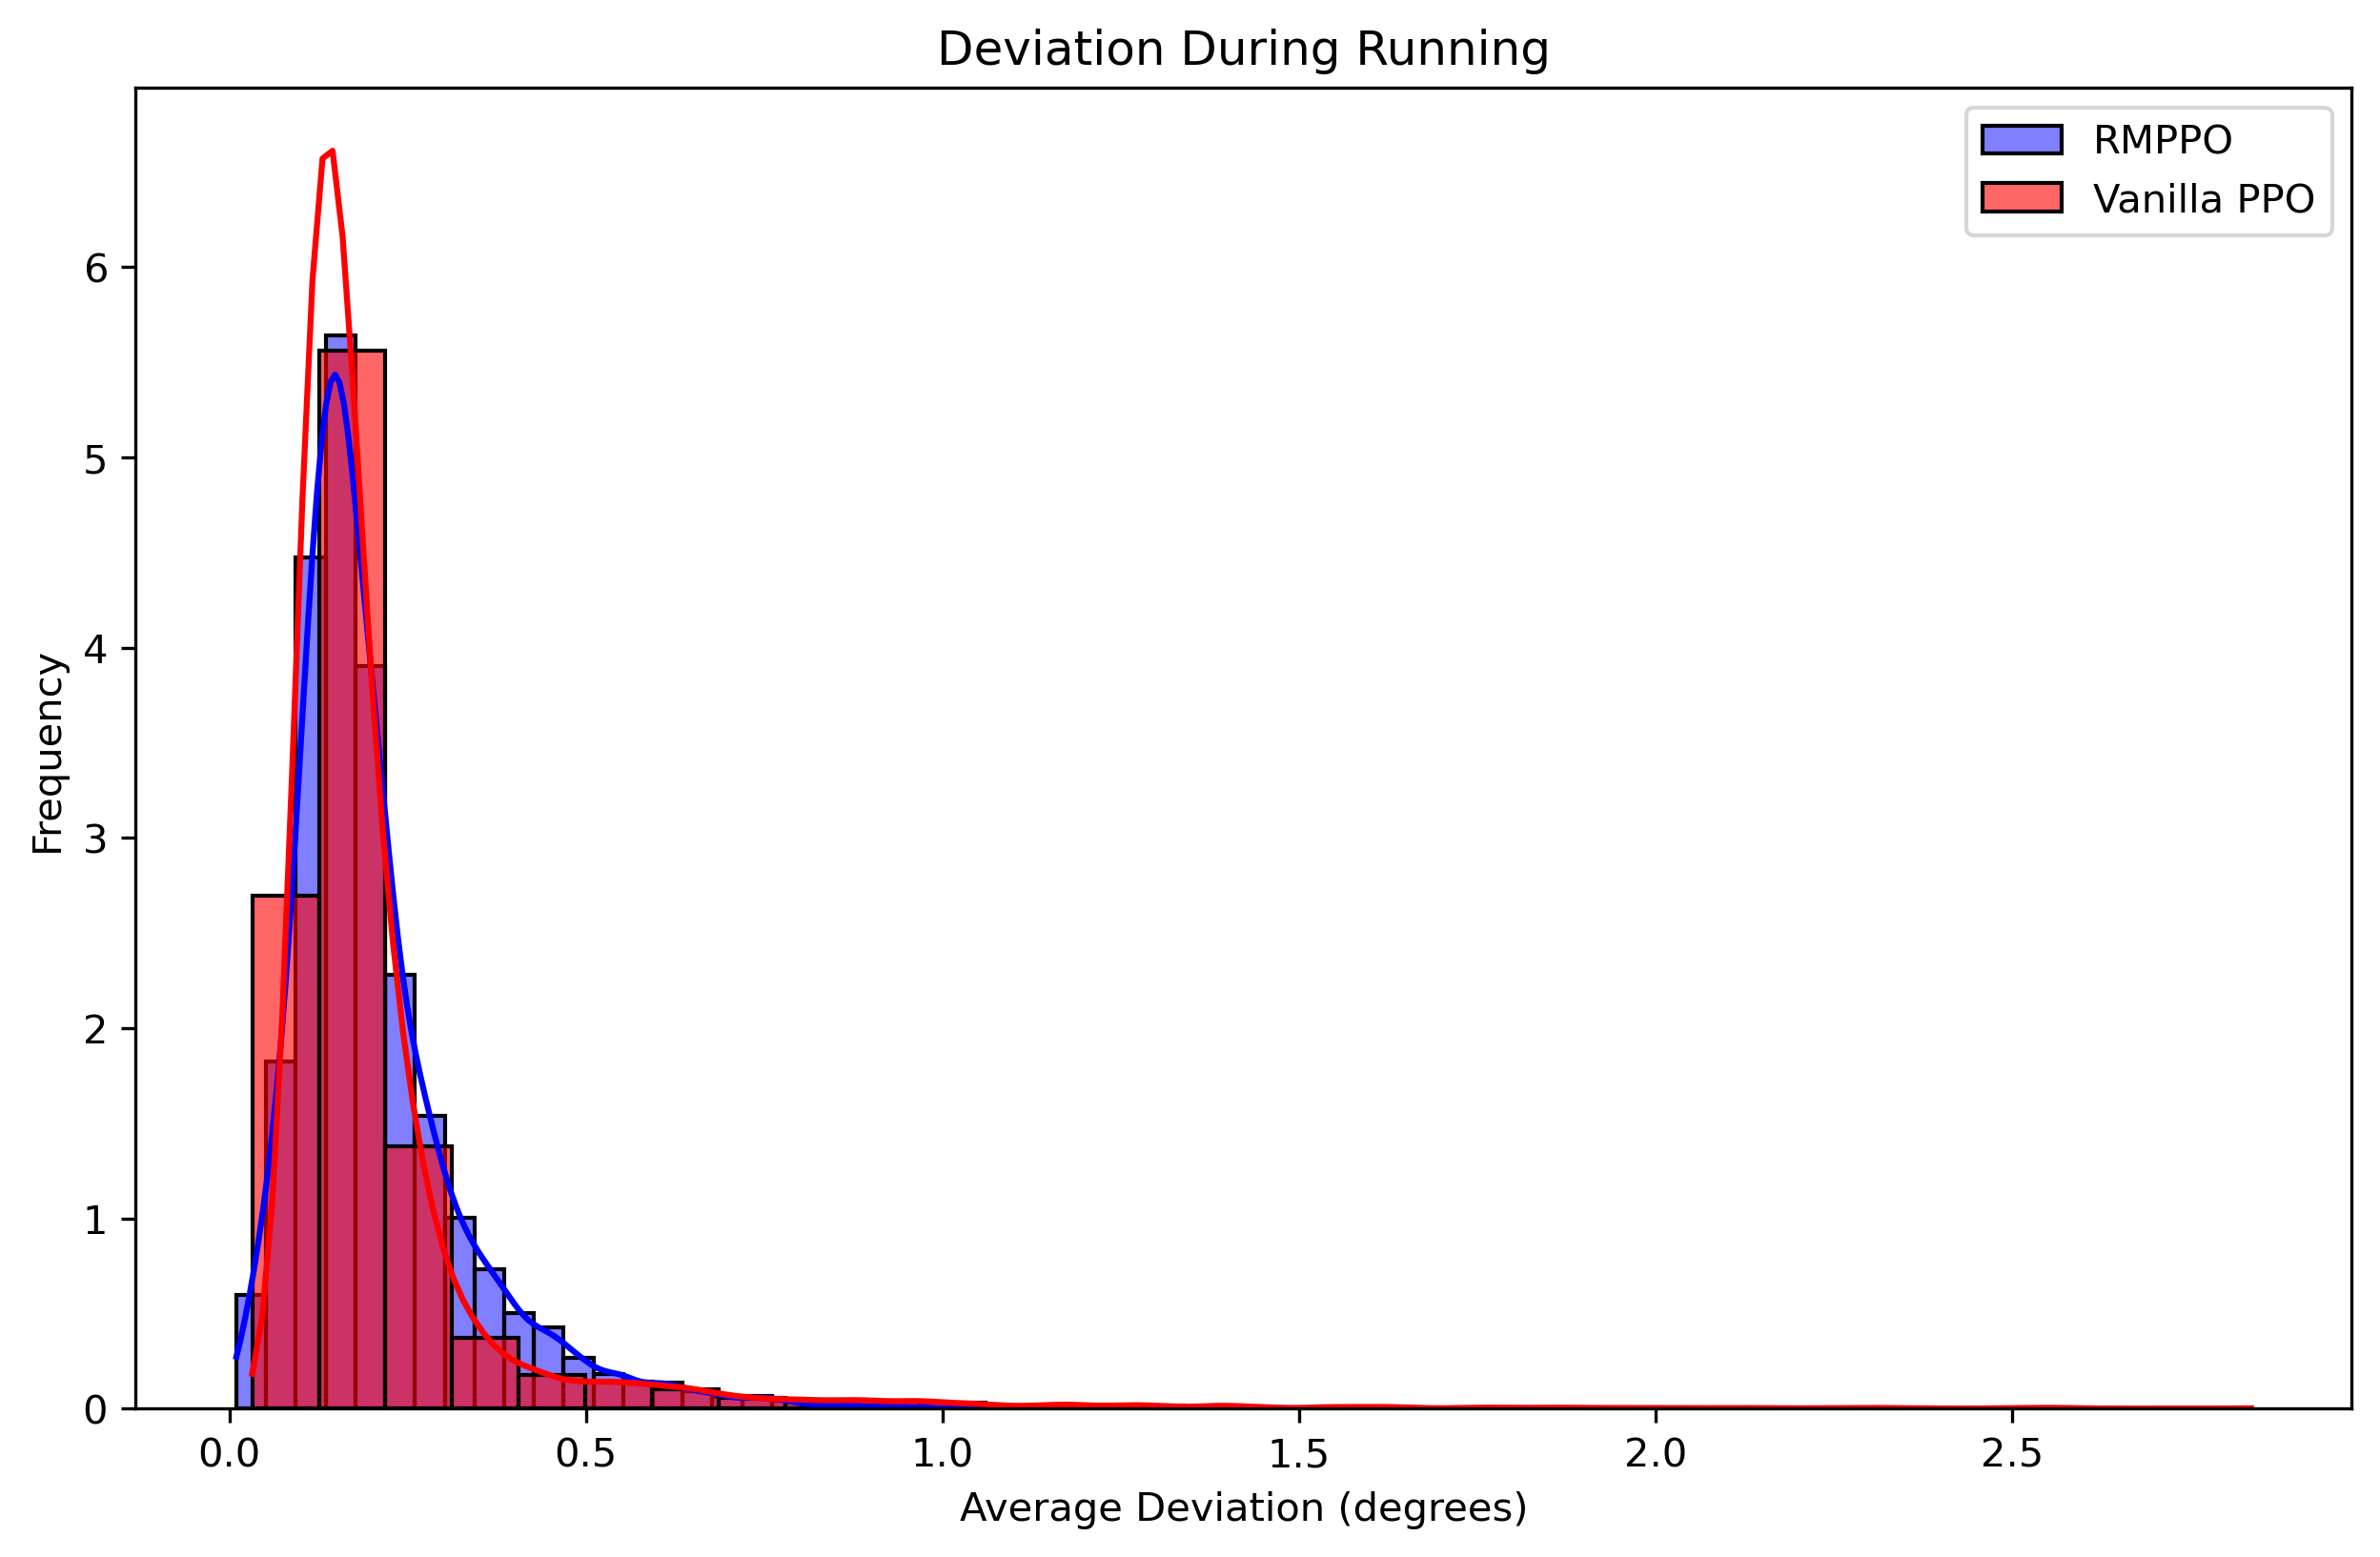 Deviation During Running
RMPPO
Vanilla PPO
Frequency
6
5
4
3
2
1
0
0.0 0.5 1.0 1.5 2.0 2.5
Average Deviation (degrees)